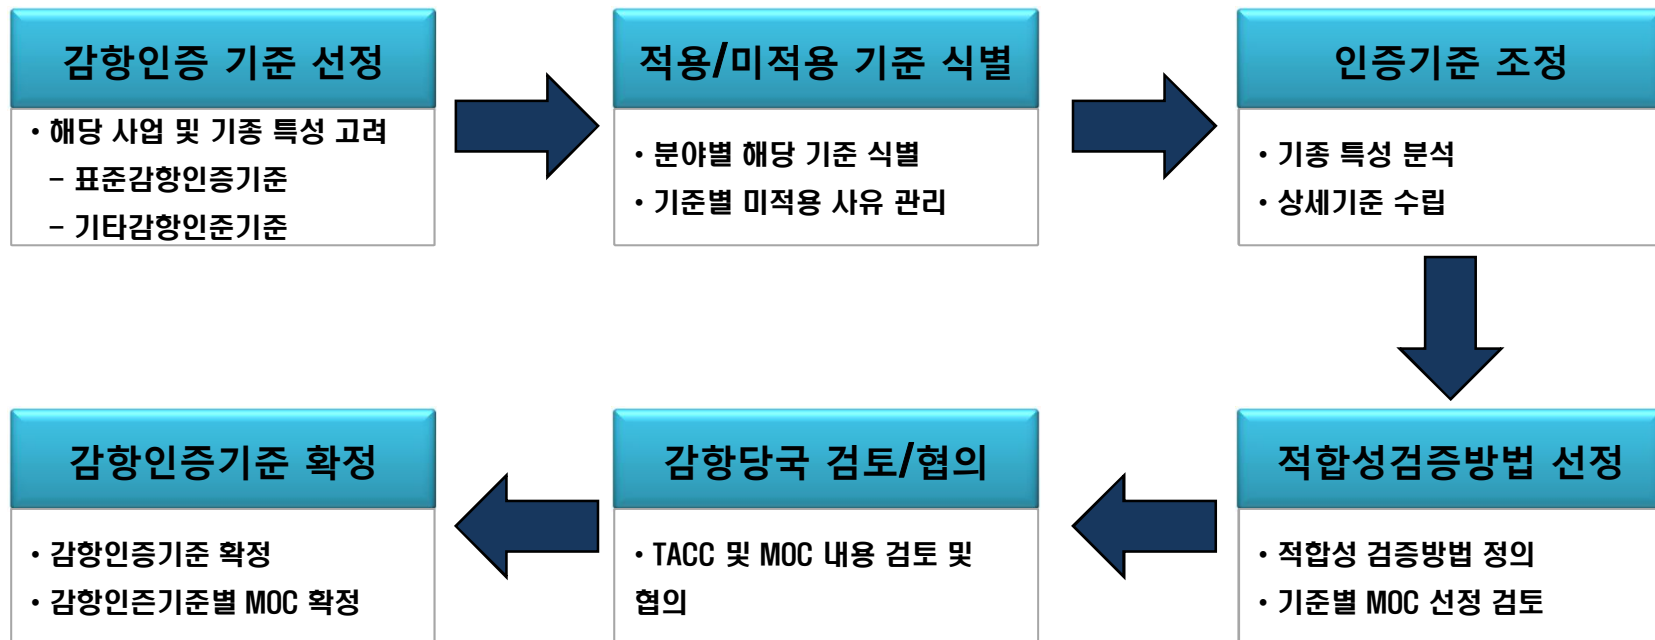 감항인증 기준 선정
• 해당 사업 및 기종 특성 고려
– 표준감항인증기준
– 기타감항인준기준
적용/미적용 기준 식별
• 분야별 해당 기준 식별
• 기준별 미적용 사유 관리
인증기준 조정
• 기종 특성 분석
• 상세기준 수립
적합성검증방법 선정
• 적합성 검증방법 정의
• 기준별 MOC 선정 검토
감항당국 검토/협의
• TACC 및 MOC 내용 검토 및
협의
감항인증기준 확정
• 감항인증기준 확정
• 감항인즌기준별 MOC 확정